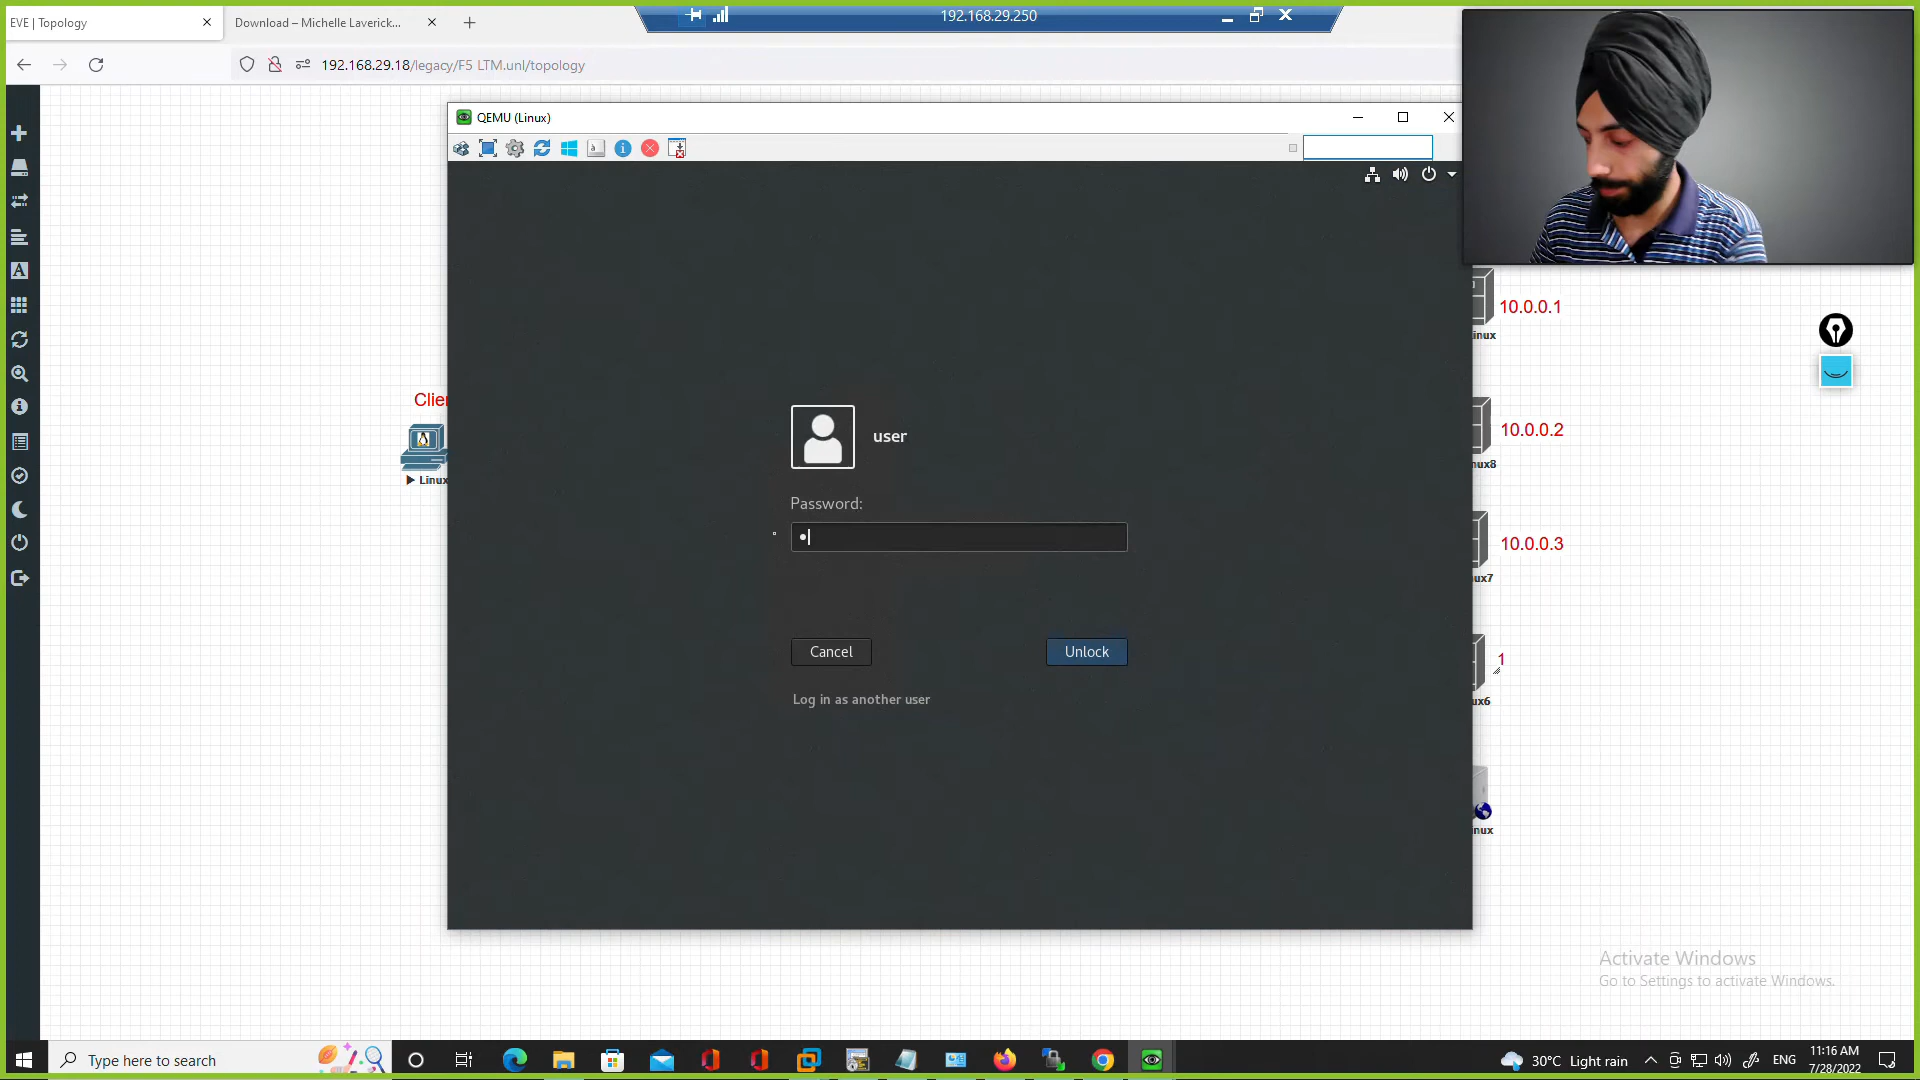 EVE | Topology
Download – Michelle Laverick...
192.168.29.250
192.168.29.18/legacy/F5 LTM.unl/topology
QEMU (Linux)
10.0.0.1
inux
Clien
Linux
user
10.0.0.2
nux8
Password:
10.0.0.3
ux7
Cancel
Unlock
1
Log in as another user
ux6
inux
Activate Windows
Go to Settings to activate Windows.
Type here to search
30°C Light rain
ENG
11:16 AM
7/28/2022